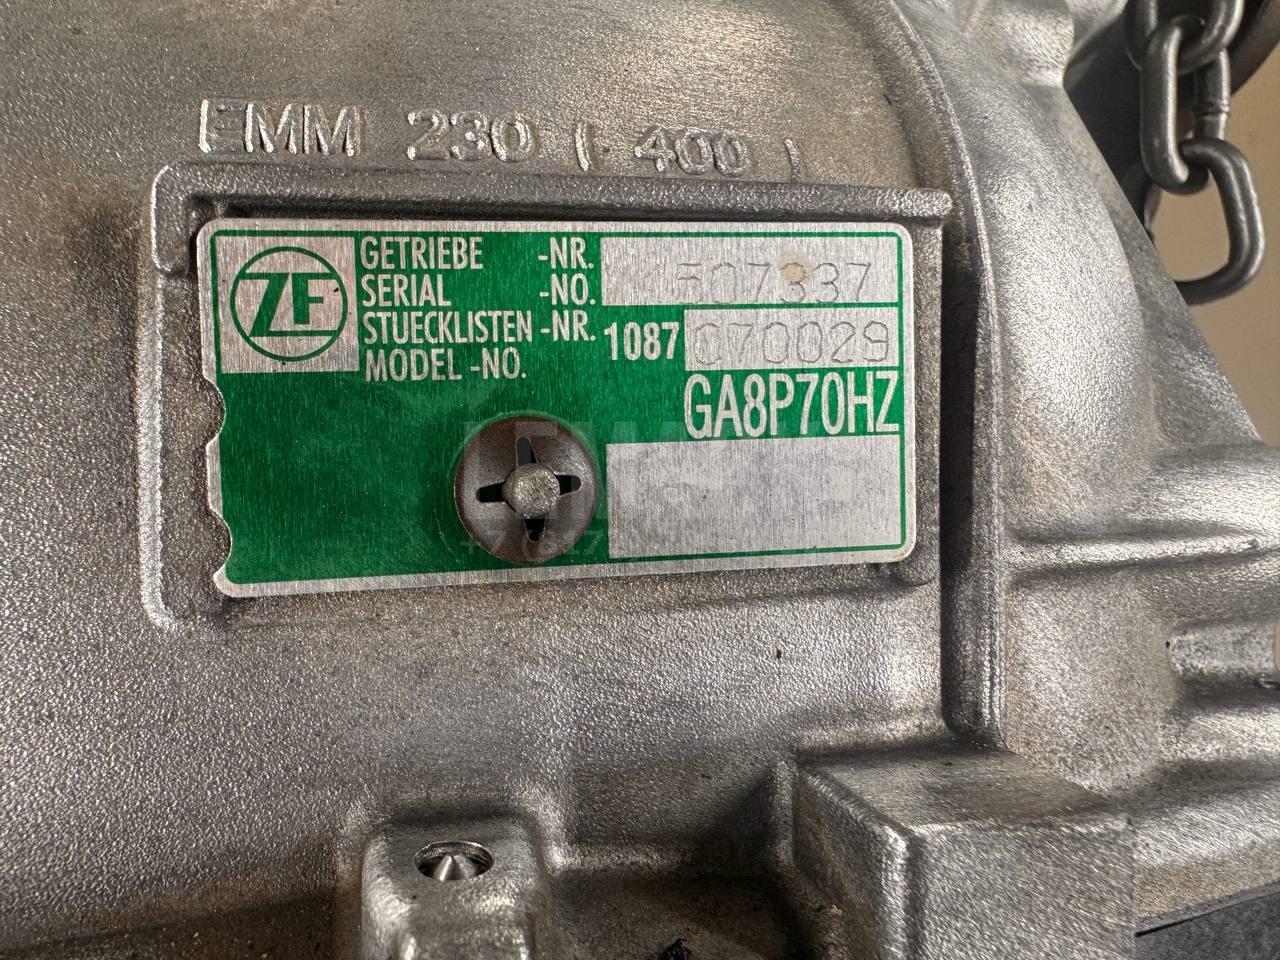 EMM 230 (-400)
ZF
GETRIEBE -NR. 4507337
SERIAL -NO.
STUECKLISTEN -NR. 1087 070029
MODEL -NO.
GA8P70HZ